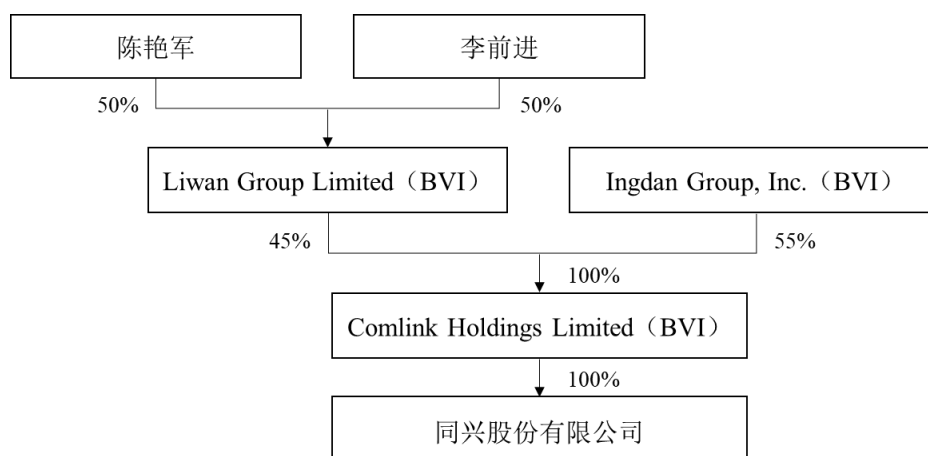 陈艳军
李前进
50%
50%
Liwan Group Limited（BVI）
Ingdan Group, Inc.（BVI）
45%
55%
100%
Comlink Holdings Limited（BVI）
100%
同兴股份有限公司